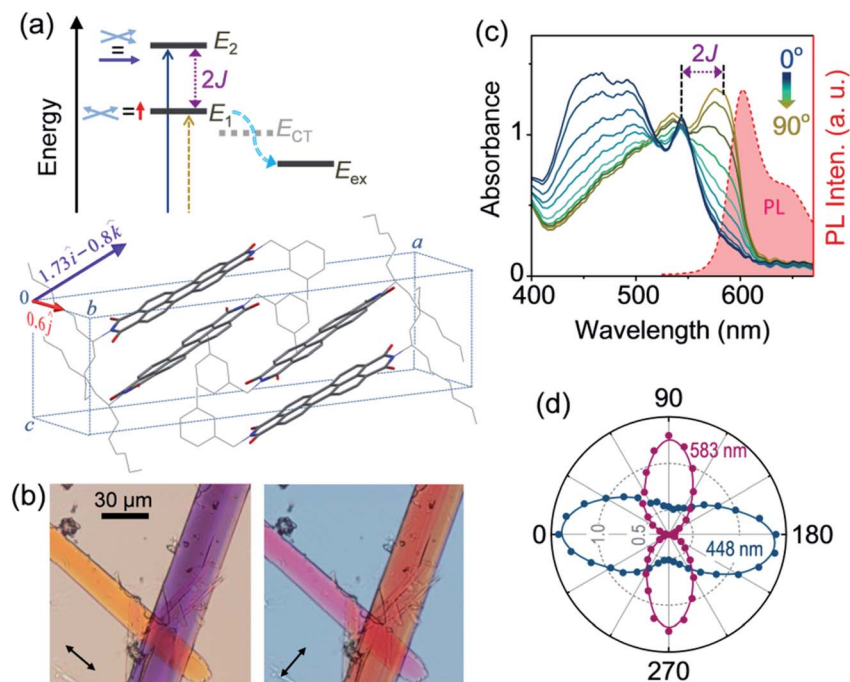 (a)
Energy
=
E2
2J
= E1
ECT
Eex
1.73î−0.8k̂
0
0.6ĵ
a
b
c
(b)
30 µm
(c)
Absorbance
1
0
400 500 600
Wavelength (nm)
2J
0°
90°
PL
PL Inten. (a. u.)
(d)
90
583 nm
0
1.0
0.5
448 nm
180
270